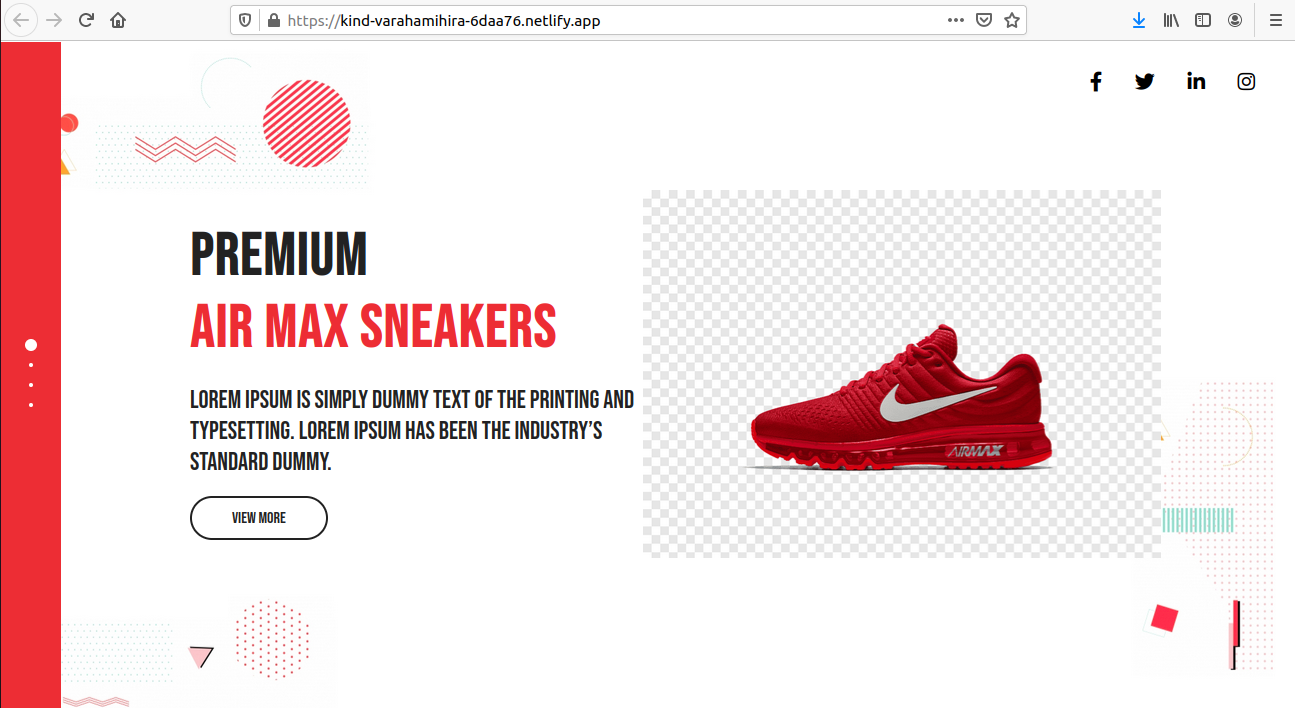 https://kind-varahamihira-6daa76.netlify.app
PREMIUM
AIR MAX SNEAKERS
LOREM IPSUM IS SIMPLY DUMMY TEXT OF THE PRINTING AND
TYPESETTING. LOREM IPSUM HAS BEEN THE INDUSTRY’S
STANDARD DUMMY.
AIRMAX
VIEW MORE